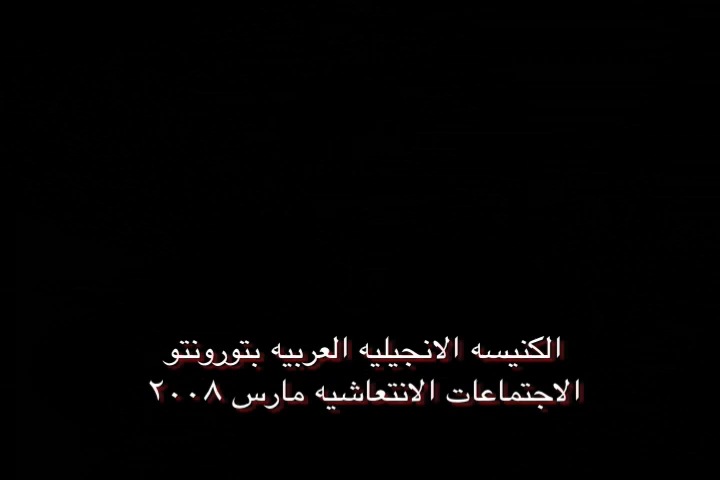 الكنيسه الانجيليه العربيه بتورونتو
الاجتماعات الانتعاشيه مارس ٢٠٠٨